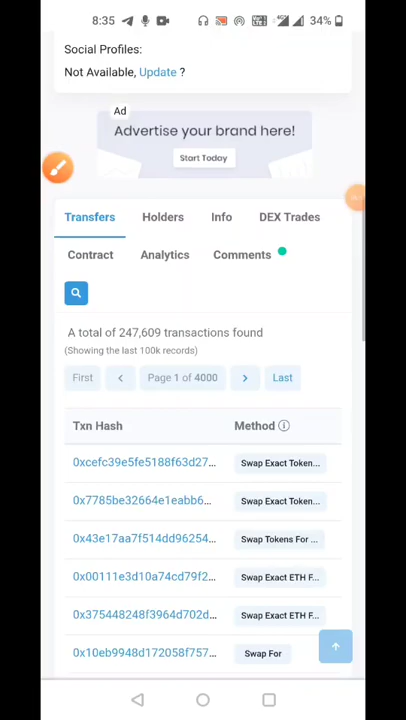 8:35
34%
Social Profiles:
Not Available, Update ?
Ad
Advertise your brand here!
Start Today
Transfers Holders Info DEX Trades
Contract Analytics Comments
A total of 247,609 transactions found
(Showing the last 100k records)
First Page 1 of 4000 Last
Txn Hash Method
0xcefc39e5fe5188f63d27... Swap Exact Token...
0x7785be32664e1eabb6... Swap Exact Token...
0x43e17aa7f514dd96254... Swap Tokens For ...
0x00111e3d10a74cd79f2... Swap Exact ETH F...
0x375448248f3964d702d... Swap Exact ETH F...
0x10eb9948d172058f757... Swap For